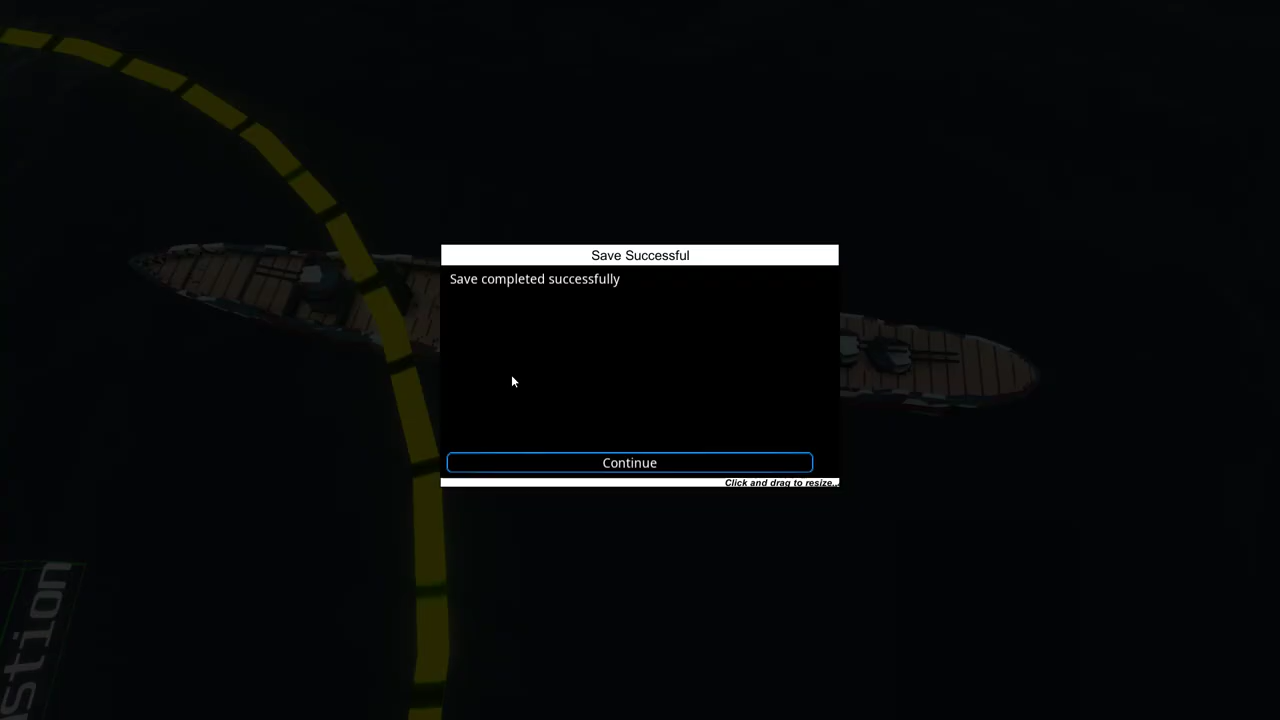 Save Successful
Save completed successfully
Continue
Click and drag to resize..
stion